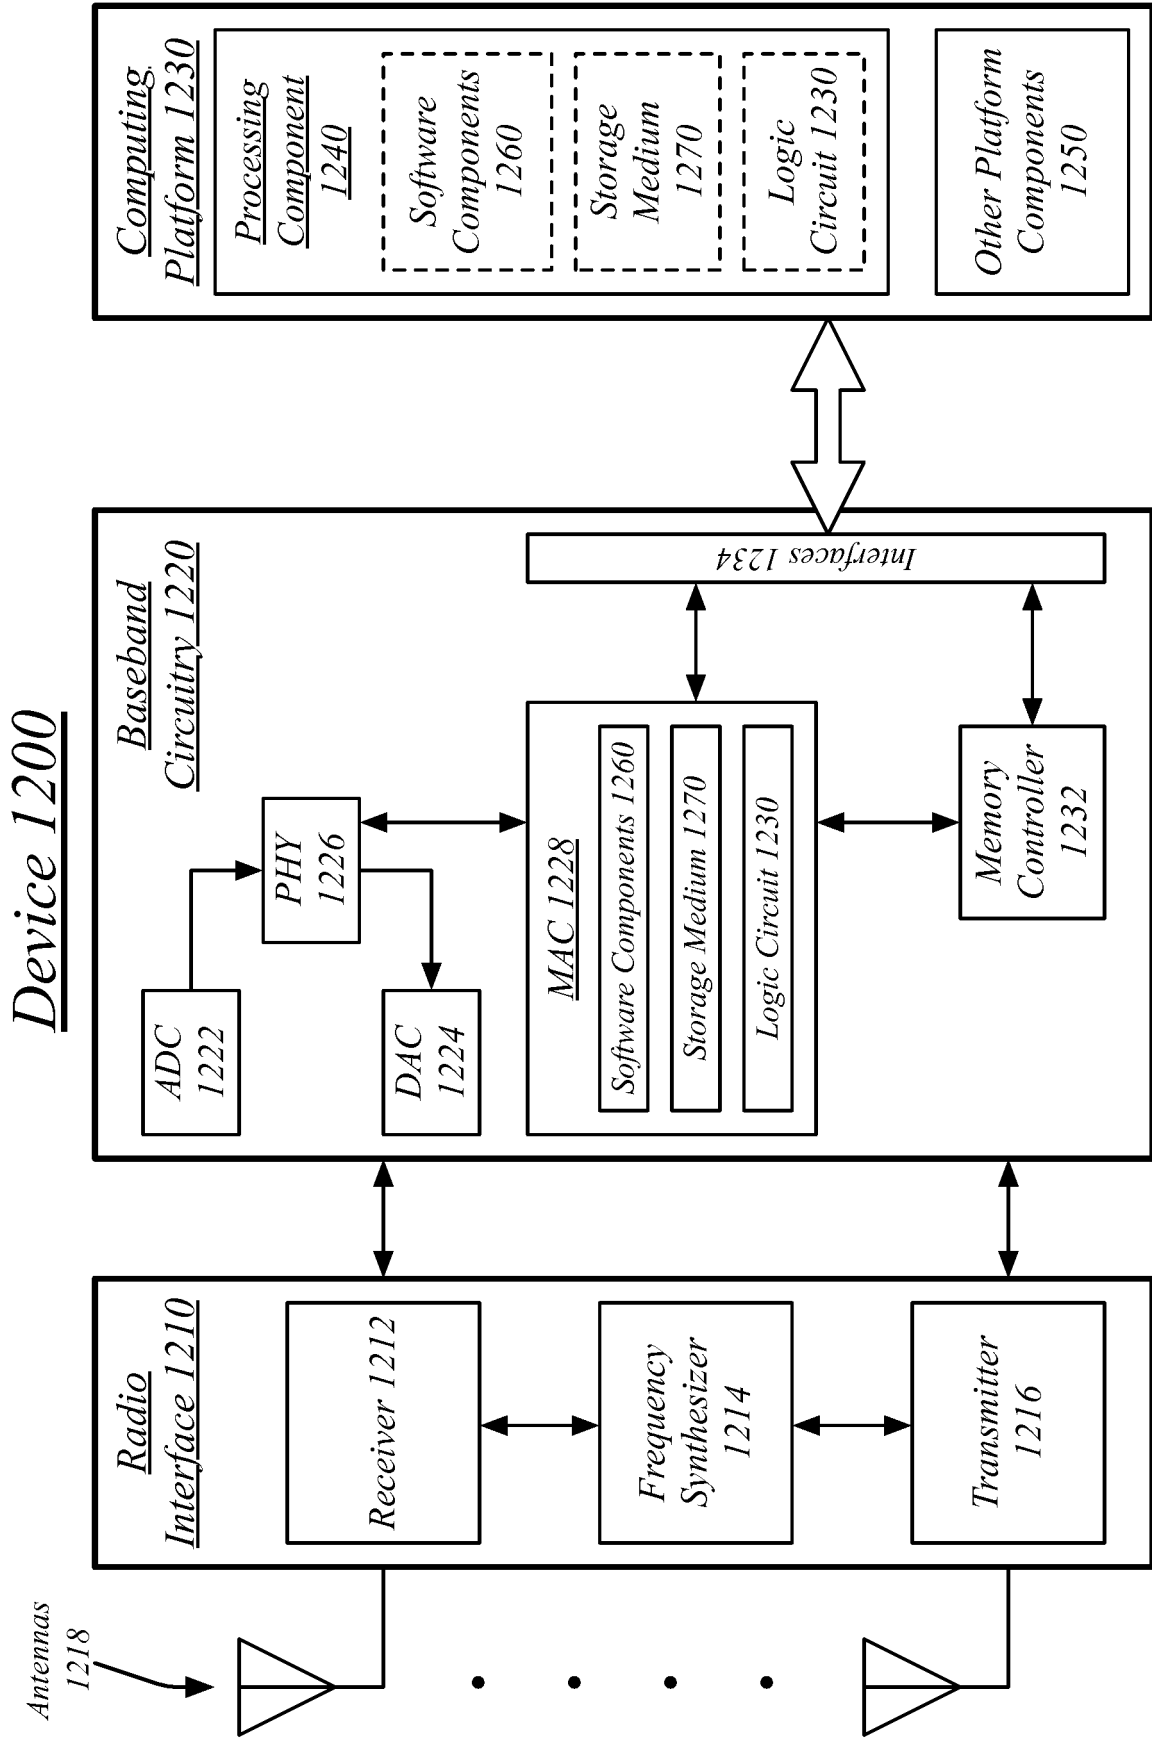 Device 1200
Antennas
1218
Radio
Interface 1210
Receiver 1212
Frequency
Synthesizer
1214
Transmitter
1216
Baseband
Circuitry 1220
ADC
1222
PHY
1226
DAC
1224
MAC 1228
Software Components 1260
Storage Medium 1270
Logic Circuit 1230
Memory
Controller
1232
Interfaces 1234
Computing
Platform 1230
Processing
Component
1240
Software
Components
1260
Storage
Medium
1270
Logic
Circuit 1230
Other Platform
Components
1250